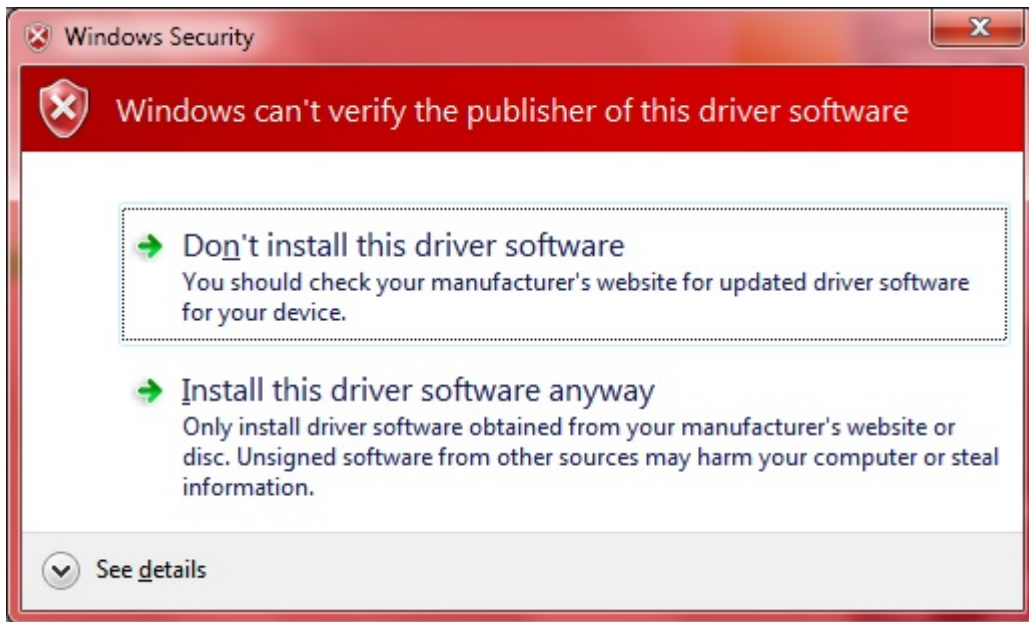 Windows Security
Windows can't verify the publisher of this driver software
Don't install this driver software
You should check your manufacturer's website for updated driver software
for your device.
Install this driver software anyway
Only install driver software obtained from your manufacturer's website or
disc. Unsigned software from other sources may harm your computer or steal
information.
See details